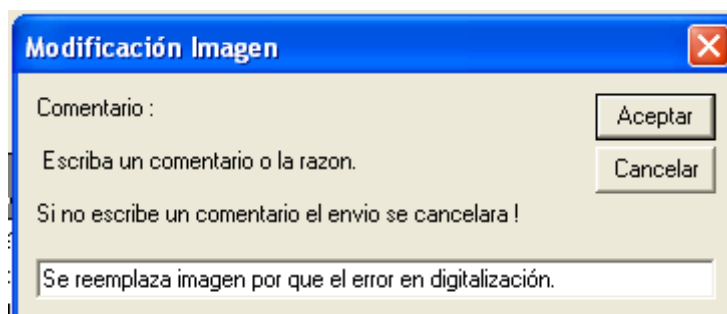 Modificación Imagen
Comentario :
Aceptar
Escriba un comentario o la razon.
Cancelar
Si no escribe un comentario el envio se cancelara !
Se reemplaza imagen por que el error en digitalización.